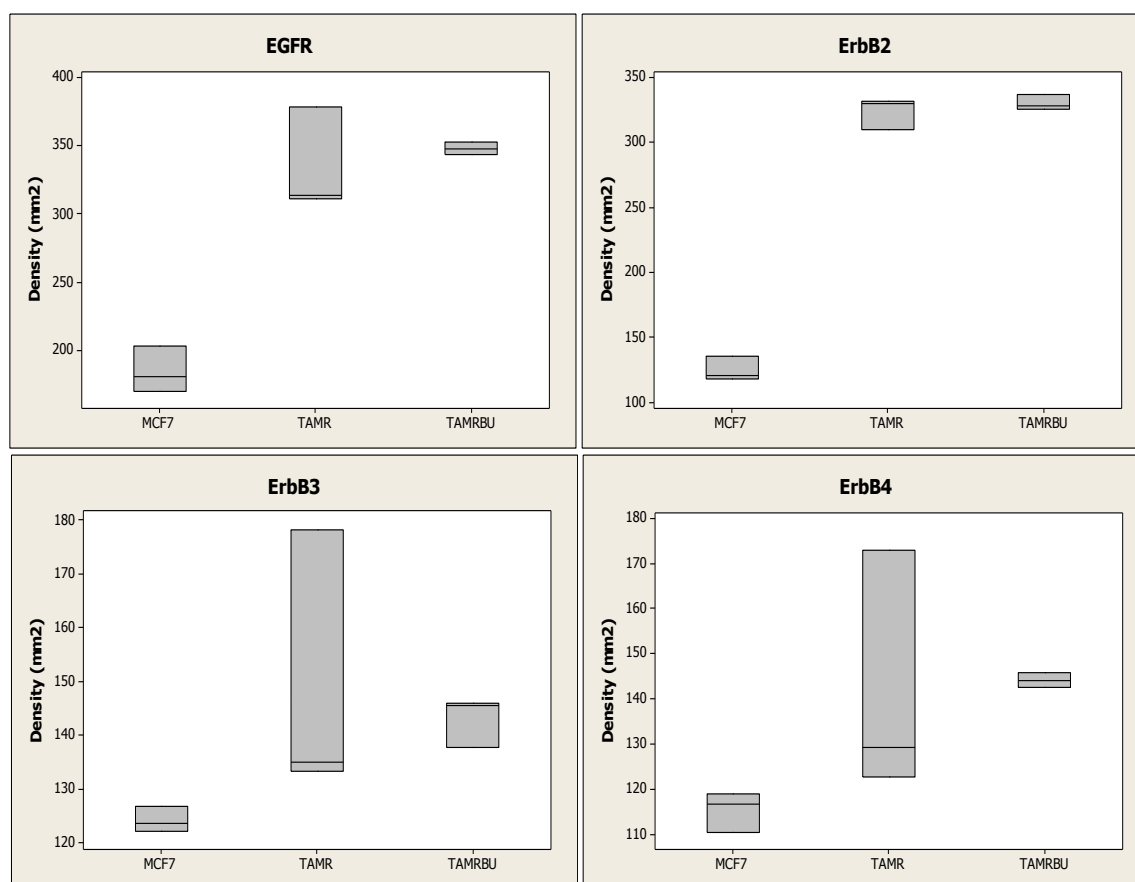 EGFR
Density (mm2)
400
350
300
250
200
MCF7 TAMR TAMRBU
ErbB2
Density (mm2)
350
300
250
200
150
100
MCF7 TAMR TAMRBU
ErbB3
Density (mm2)
180
170
160
150
140
130
120
MCF7 TAMR TAMRBU
ErbB4
Density (mm2)
180
170
160
150
140
130
120
110
MCF7 TAMR TAMRBU